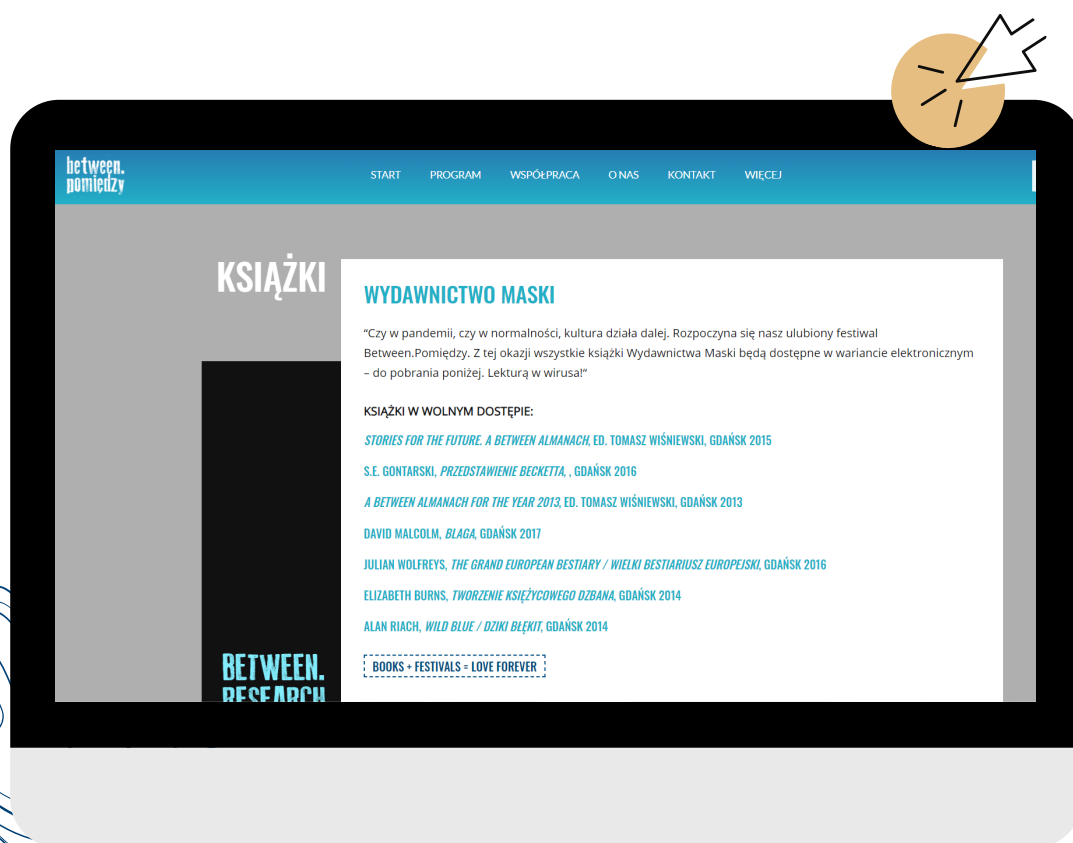 between.
pomiędzy
START PROGRAM WSPÓŁPRACA O NAS KONTAKT WIĘCEJ
KSIĄŻKI
WYDAWNICTWO MASKI
“Czy w pandemii, czy w normalności, kultura działa dalej. Rozpoczyna się nasz ulubiony festiwal
Between.Pomiędzy. Z tej okazji wszystkie książki Wydawnictwa Maski będą dostępne w wariancie elektronicznym
– do pobrania poniżej. Lekturą w wirusa!“
KSIĄŻKI W WOLNYM DOSTĘPIE:
STORIES FOR THE FUTURE. A BETWEEN ALMANACH, ED. TOMASZ WIŚNIEWSKI, GDAŃSK 2015
S.E. GONTARSKI, PRZEDSTAWIENIE BECKETTA, , GDAŃSK 2016
A BETWEEN ALMANACH FOR THE YEAR 2013, ED. TOMASZ WIŚNIEWSKI, GDAŃSK 2013
DAVID MALCOLM, BLAGA, GDAŃSK 2017
JULIAN WOLFREYS, THE GRAND EUROPEAN BESTIARY / WIELKI BESTIARIUSZ EUROPEJSKI, GDAŃSK 2016
ELIZABETH BURNS, TWORZENIE KSIĘŻYCOWEGO DZBANA, GDAŃSK 2014
ALAN RIACH, WILD BLUE / DZIKI BŁĘKIT, GDAŃSK 2014
BOOKS + FESTIVALS = LOVE FOREVER
BETWEEN.
RESEARCH